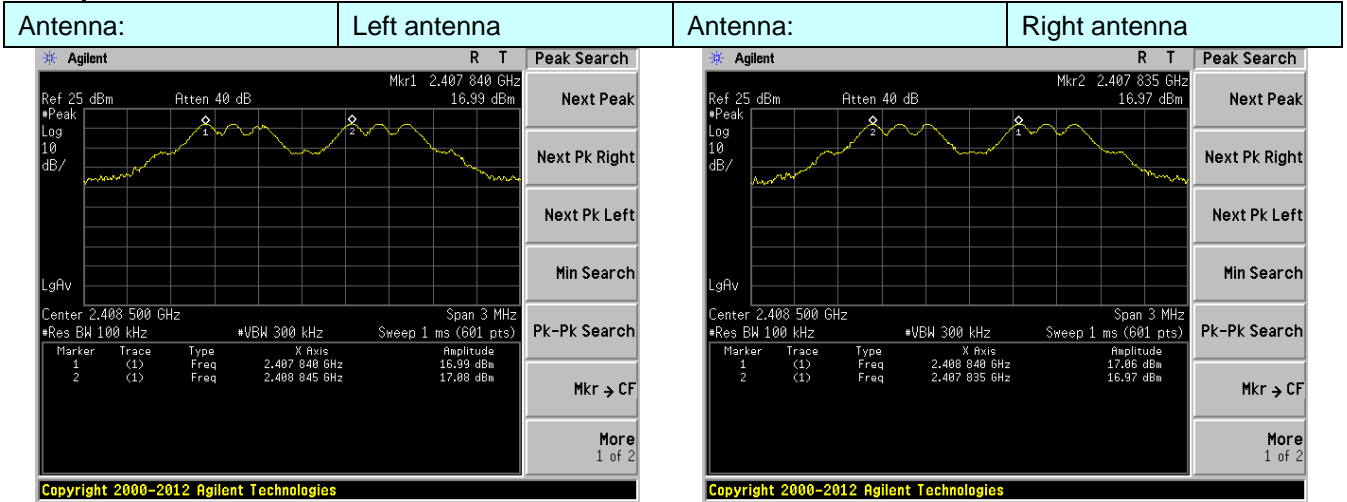 Antenna: Left antenna Antenna: Right antenna
Agilent R T Peak Search
Mkr1 2.407 840 GHz
Ref 25 dBm Atten 40 dB 16.99 dBm
#Peak
Log
10
dB/
1 2
LgAv
Center 2.408 500 GHz Span 3 MHz
#Res BW 100 kHz #VBW 300 kHz Sweep 1 ms (601 pts)
Marker Trace Type X Axis Amplitude
1 (1) Freq 2.407 840 GHz 16.99 dBm
2 (1) Freq 2.408 845 GHz 17.08 dBm
Next Peak
Next Pk Right
Next Pk Left
Min Search
Pk-Pk Search
Mkr → CF
More
1 of 2
Copyright 2000-2012 Agilent Technologies
Agilent R T Peak Search
Mkr2 2.407 835 GHz
Ref 25 dBm Atten 40 dB 16.97 dBm
#Peak
Log
10
dB/
2 1
LgAv
Center 2.408 500 GHz Span 3 MHz
#Res BW 100 kHz #VBW 300 kHz Sweep 1 ms (601 pts)
Marker Trace Type X Axis Amplitude
1 (1) Freq 2.408 840 GHz 17.06 dBm
2 (1) Freq 2.407 835 GHz 16.97 dBm
Next Peak
Next Pk Right
Next Pk Left
Min Search
Pk-Pk Search
Mkr → CF
More
1 of 2
Copyright 2000-2012 Agilent Technologies